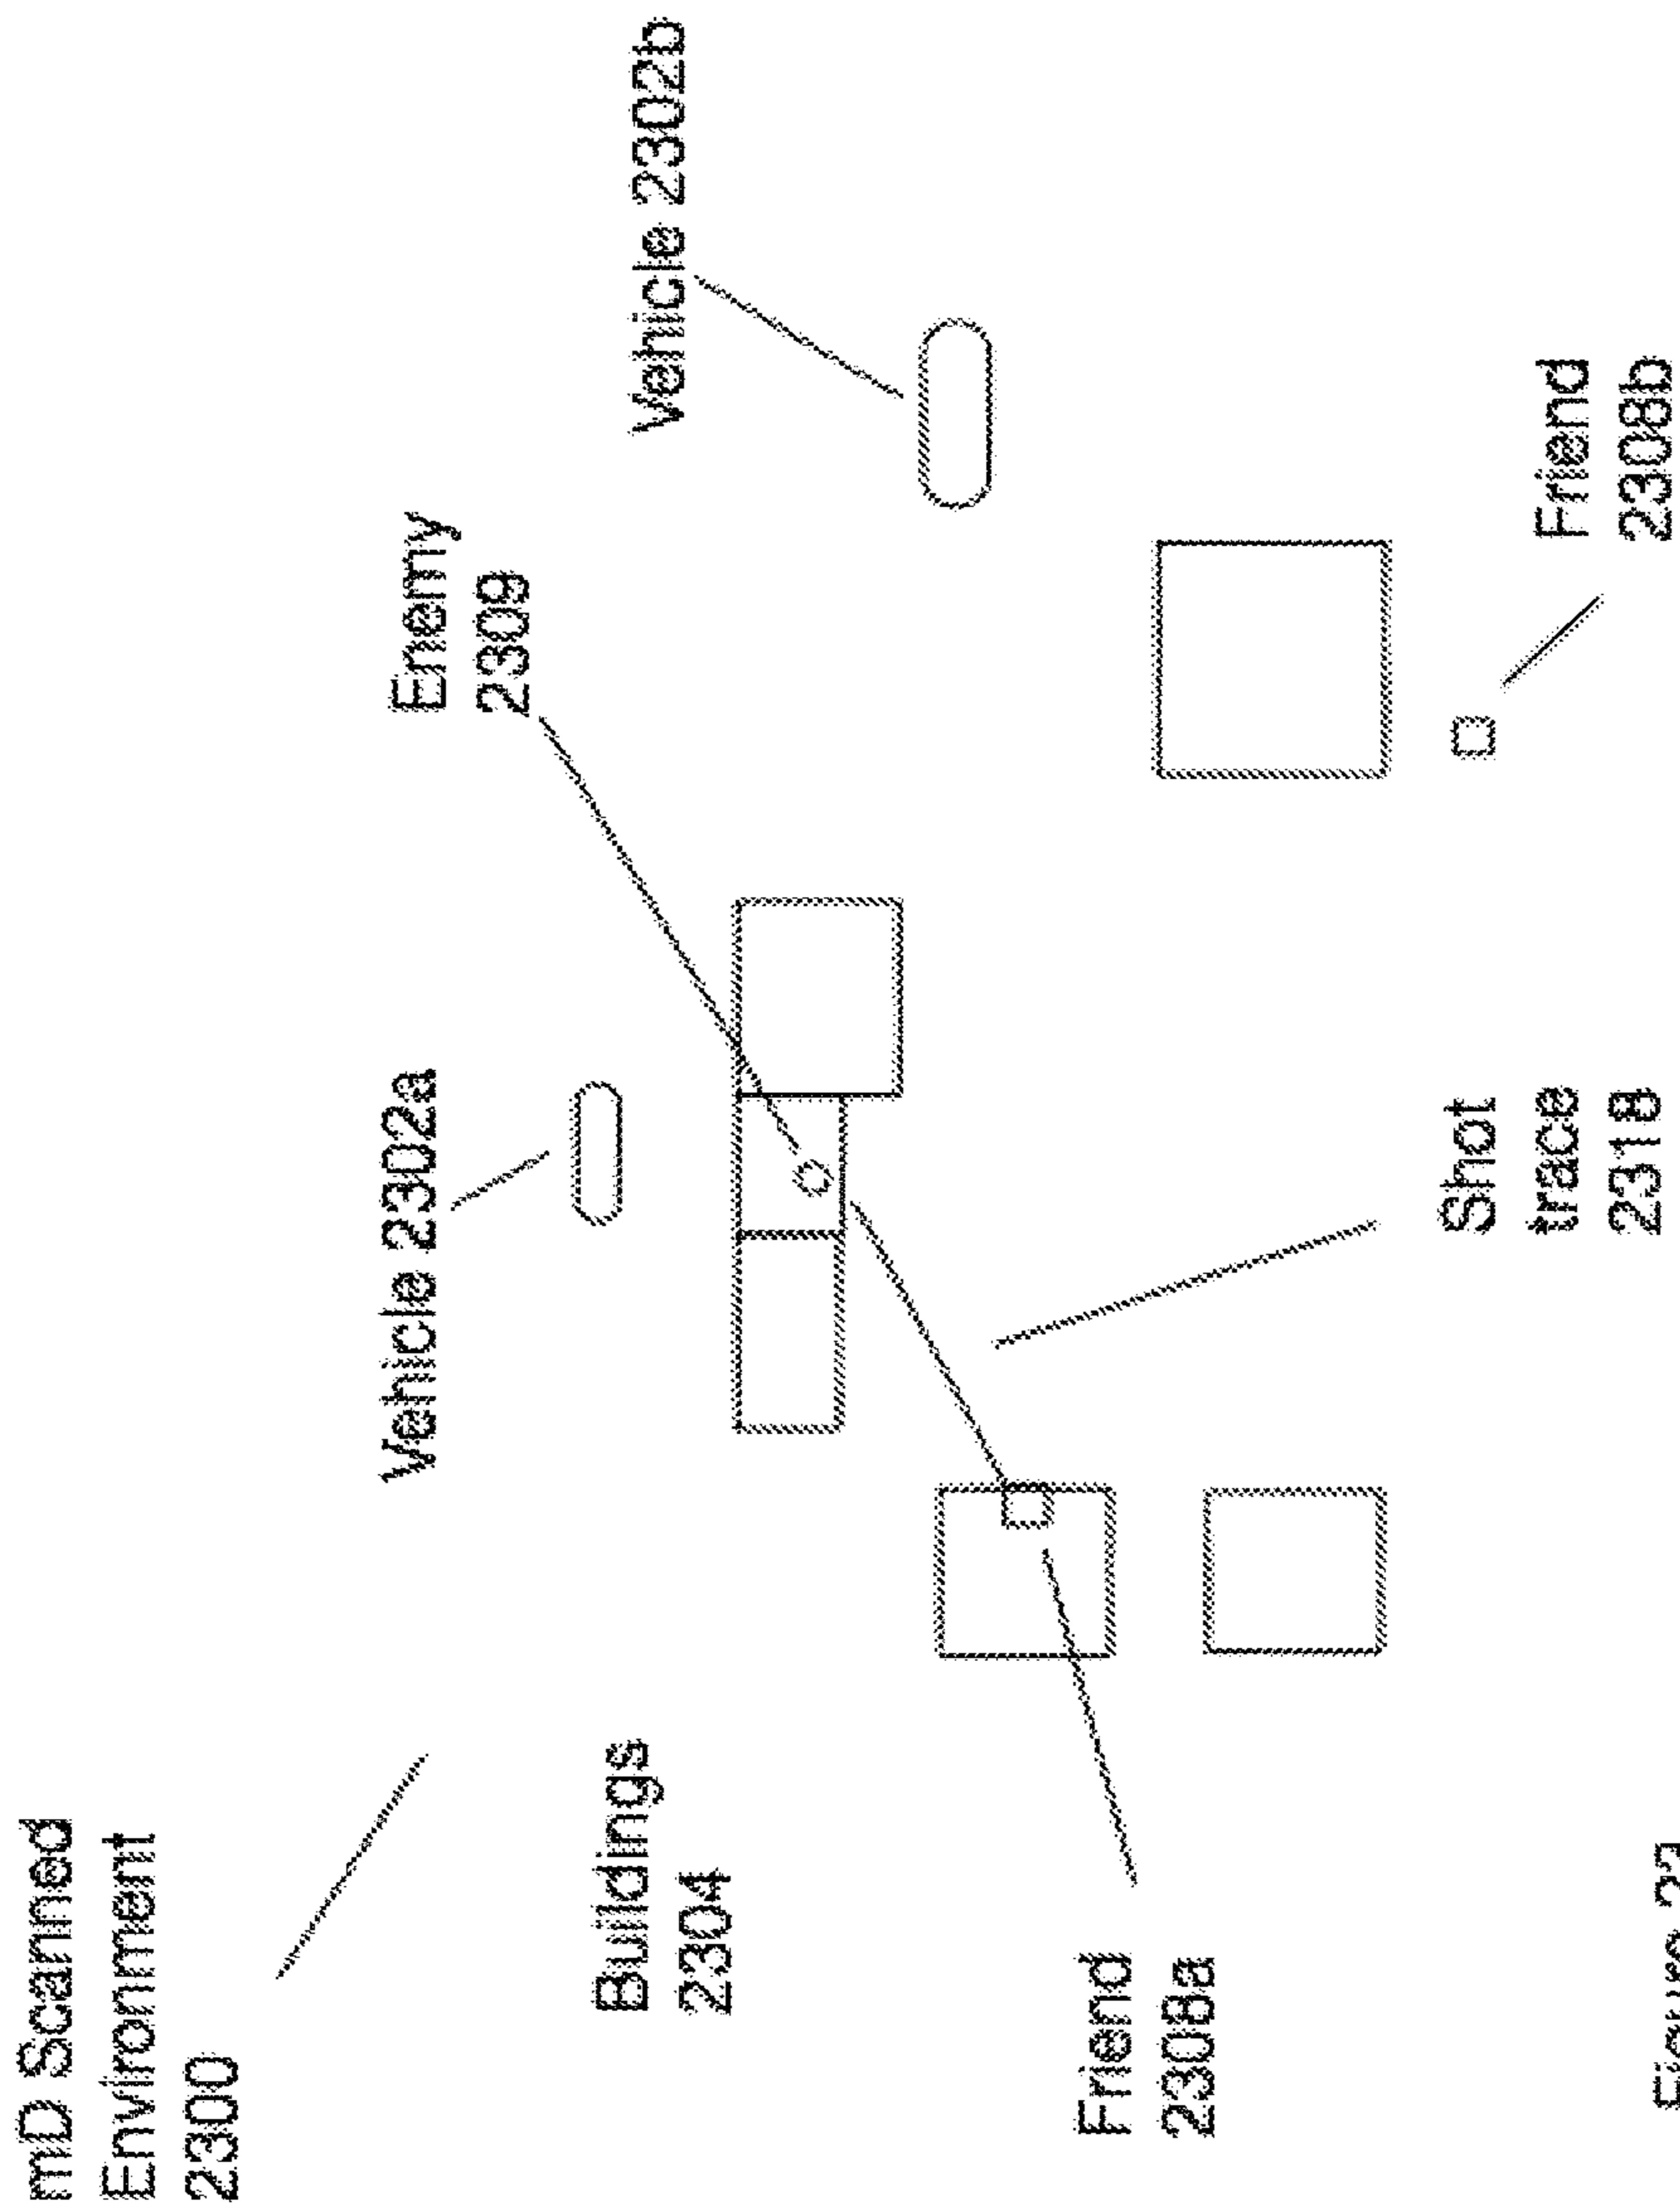 mD Scanned
Environment
2300
Vehicle 2302a
Enemy
2309
Vehicle 2302b
Buildings
2304
Friend
2308a
Shot
trace
2318
Friend
2308b